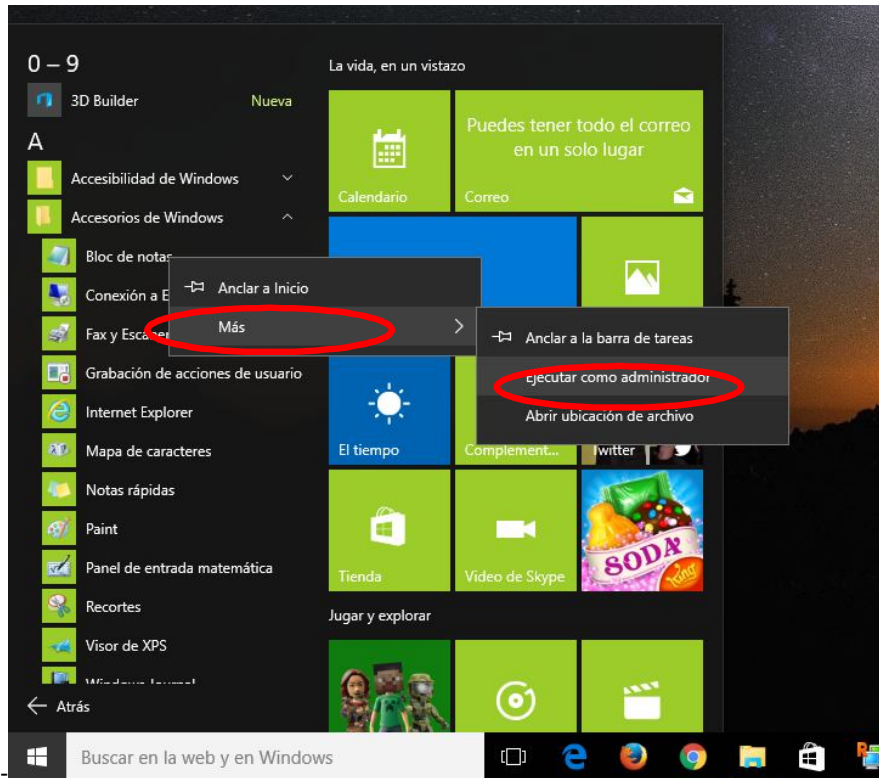 0 – 9
3D Builder Nueva
A
Accesibilidad de Windows
Accesorios de Windows
Bloc de notas
Conexión a E
Fax y Escáner
Grabación de acciones de usuario
Internet Explorer
Mapa de caracteres
Notas rápidas
Paint
Panel de entrada matemática
Recortes
Visor de XPS
Windows Journal
Atrás
Buscar en la web y en Windows
La vida, en un vistazo
Calendario
Puedes tener todo el correo
en un solo lugar
Correo
Anclar a Inicio
Más
Anclar a la barra de tareas
Ejecutar como administrador
Abrir ubicación de archivo
El tiempo
Complement...
Twitter
Tienda
Video de Skype
SODA
King
Jugar y explorar
-